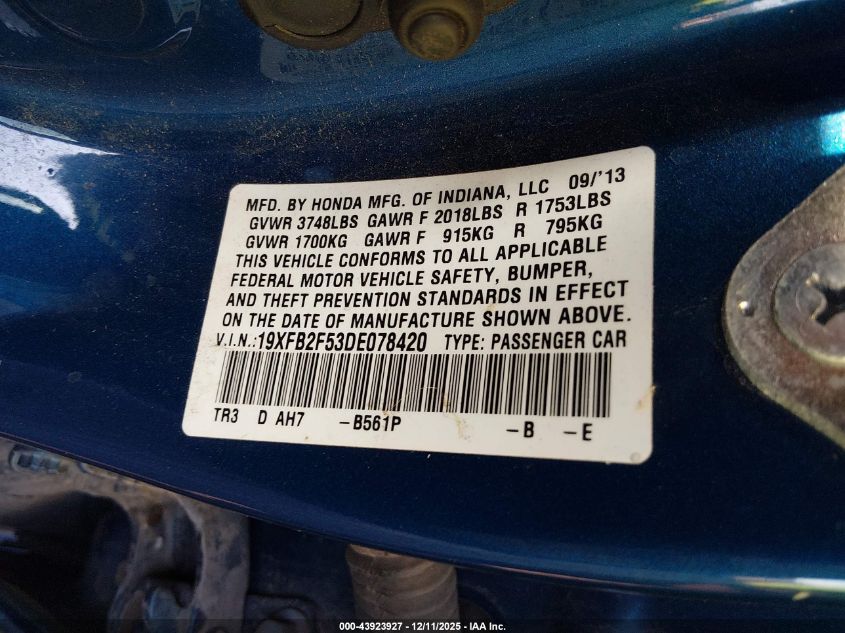 MFD. BY HONDA MFG. OF INDIANA, LLC 09/'13
GVWR 3748LBS GAWR F 2018LBS R 1753LBS
GVWR 1700KG GAWR F 915KG R 795KG
THIS VEHICLE CONFORMS TO ALL APPLICABLE
FEDERAL MOTOR VEHICLE SAFETY, BUMPER,
AND THEFT PREVENTION STANDARDS IN EFFECT
ON THE DATE OF MANUFACTURE SHOWN ABOVE.
V.I.N.:19XFB2F53DE078420 TYPE: PASSENGER CAR
TR3 D AH7 -B561P -B -E
000-43923927 - 12/11/2025 - IAA Inc.